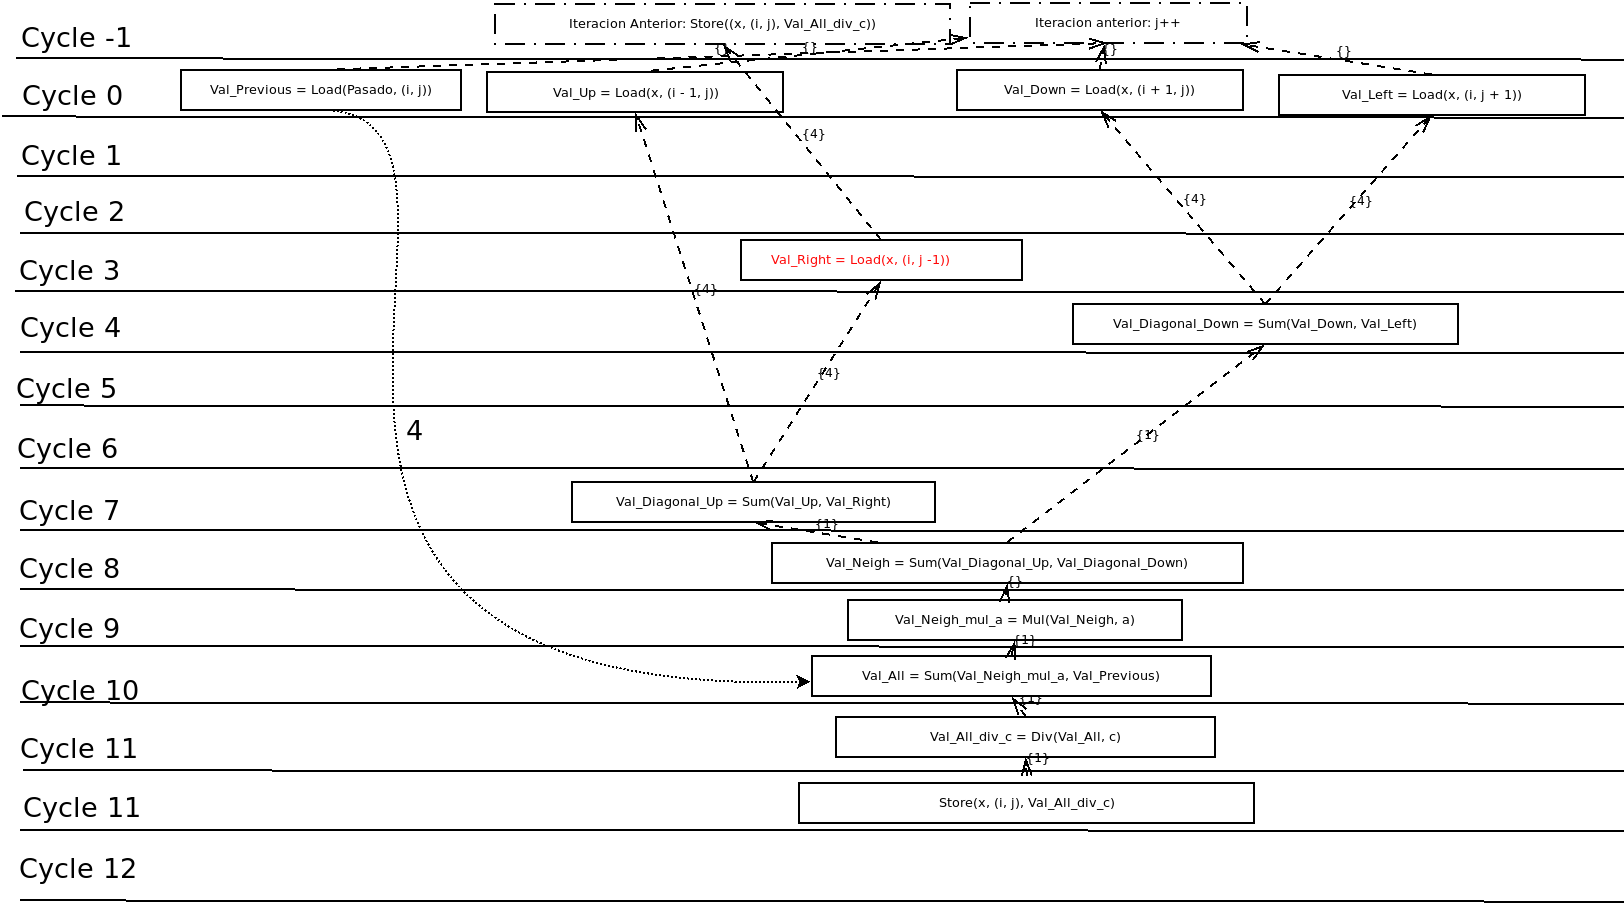 Cycle -1
Iteracion Anterior: Store((x, (i, j), Val_All_div_c))
Iteracion anterior: j++
{}
{}
{}
{}
Cycle 0
Val_Previous = Load(Pasado, (i, j))
Val_Up = Load(x, (i - 1, j))
Val_Down = Load(x, (i + 1, j))
Val_Left = Load(x, (i, j + 1))
{4}
Cycle 1
Cycle 2
{4}
{4}
Cycle 3
Val_Right = Load(x, (i, j -1))
{4}
Cycle 4
Val_Diagonal_Down = Sum(Val_Down, Val_Left)
{4}
Cycle 5
4
{1}
Cycle 6
Cycle 7
Val_Diagonal_Up = Sum(Val_Up, Val_Right)
{1}
Cycle 8
Val_Neigh = Sum(Val_Diagonal_Up, Val_Diagonal_Down)
{}
Cycle 9
Val_Neigh_mul_a = Mul(Val_Neigh, a)
{1}
Cycle 10
Val_All = Sum(Val_Neigh_mul_a, Val_Previous)
{1}
Cycle 11
Val_All_div_c = Div(Val_All, c)
{1}
Cycle 11
Store(x, (i, j), Val_All_div_c)
Cycle 12